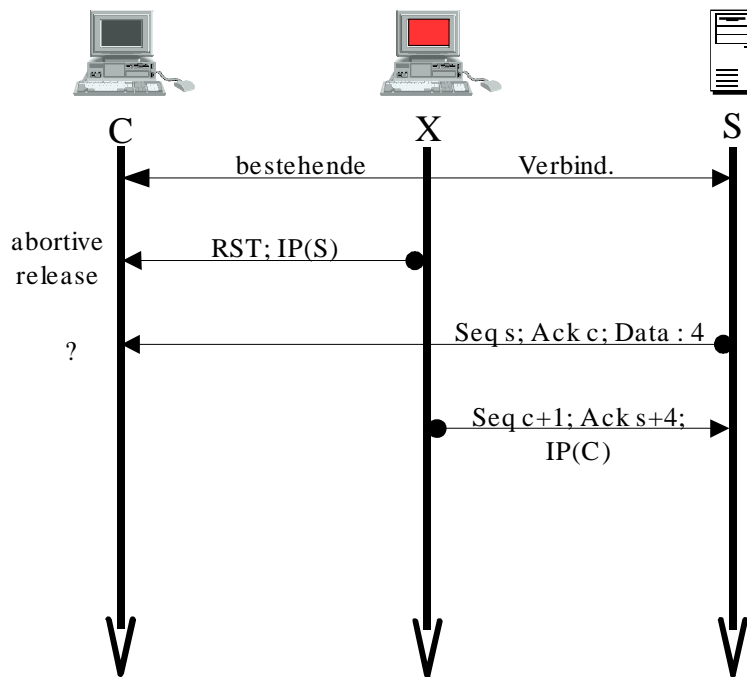 C
X
S
bestehende Verbind.
abortive
release
RST; IP(S)
Seq s; Ack c; Data : 4
?
Seq c+1; Ack s+4;
IP(C)